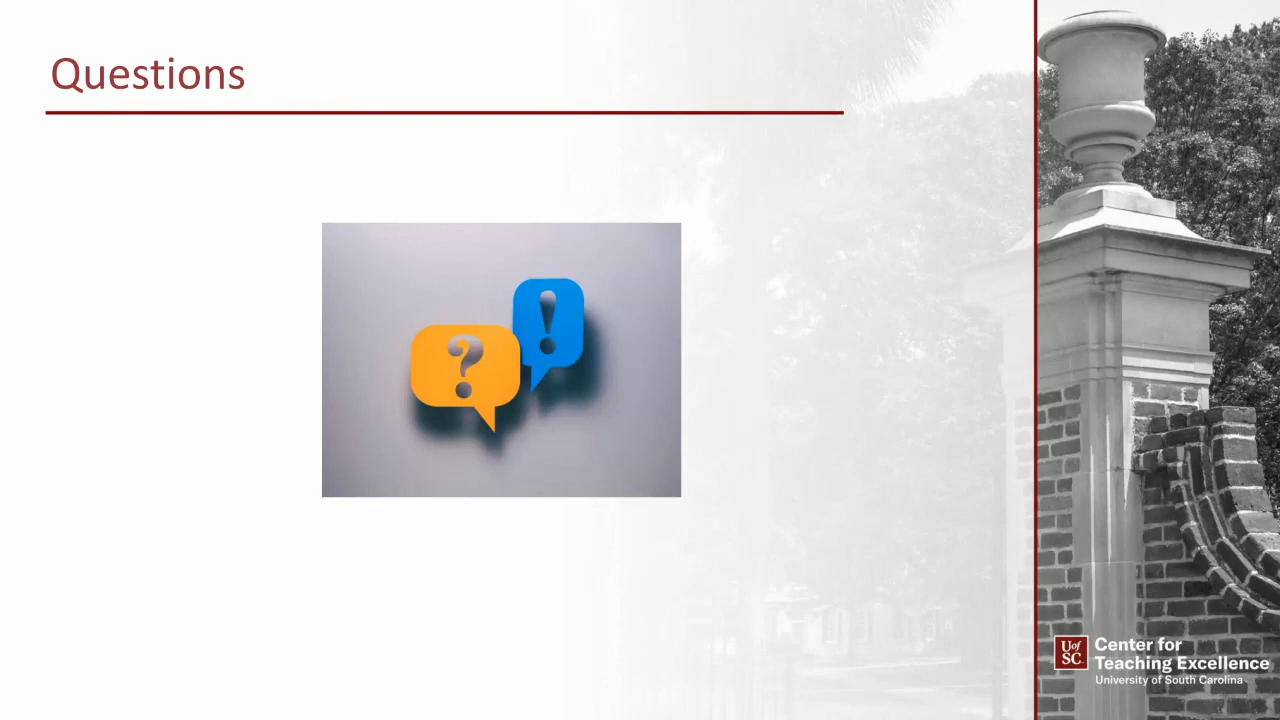 Questions
?
!
UofSC
Center for
Teaching Excellence
University of South Carolina